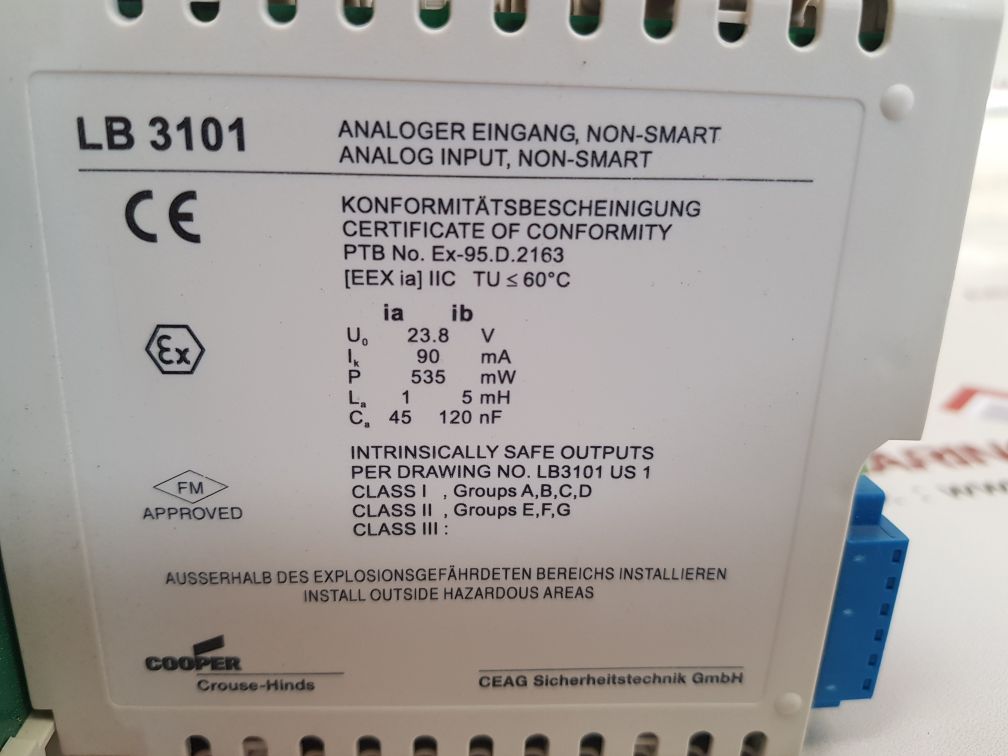 LB 3101
ANALOGER EINGANG, NON-SMART
ANALOG INPUT, NON-SMART
CE
KONFORMITÄTSBESCHEINIGUNG
CERTIFICATE OF CONFORMITY
PTB No. Ex-95.D.2163
[EEX ia] IIC TU ≤ 60°C
ia ib
U₀ 23.8 V
Iₖ 90 mA
P 535 mW
Lₐ 1 5 mH
Cₐ 45 120 nF
Ex
INTRINSICALLY SAFE OUTPUTS
PER DRAWING NO. LB3101 US 1
CLASS I , Groups A,B,C,D
CLASS II , Groups E,F,G
CLASS III :
FM
APPROVED
AUSSERHALB DES EXPLOSIONSGEFÄHRDETEN BEREICHS INSTALLIEREN
INSTALL OUTSIDE HAZARDOUS AREAS
COOPER
Crouse-Hinds
CEAG Sicherheitstechnik GmbH